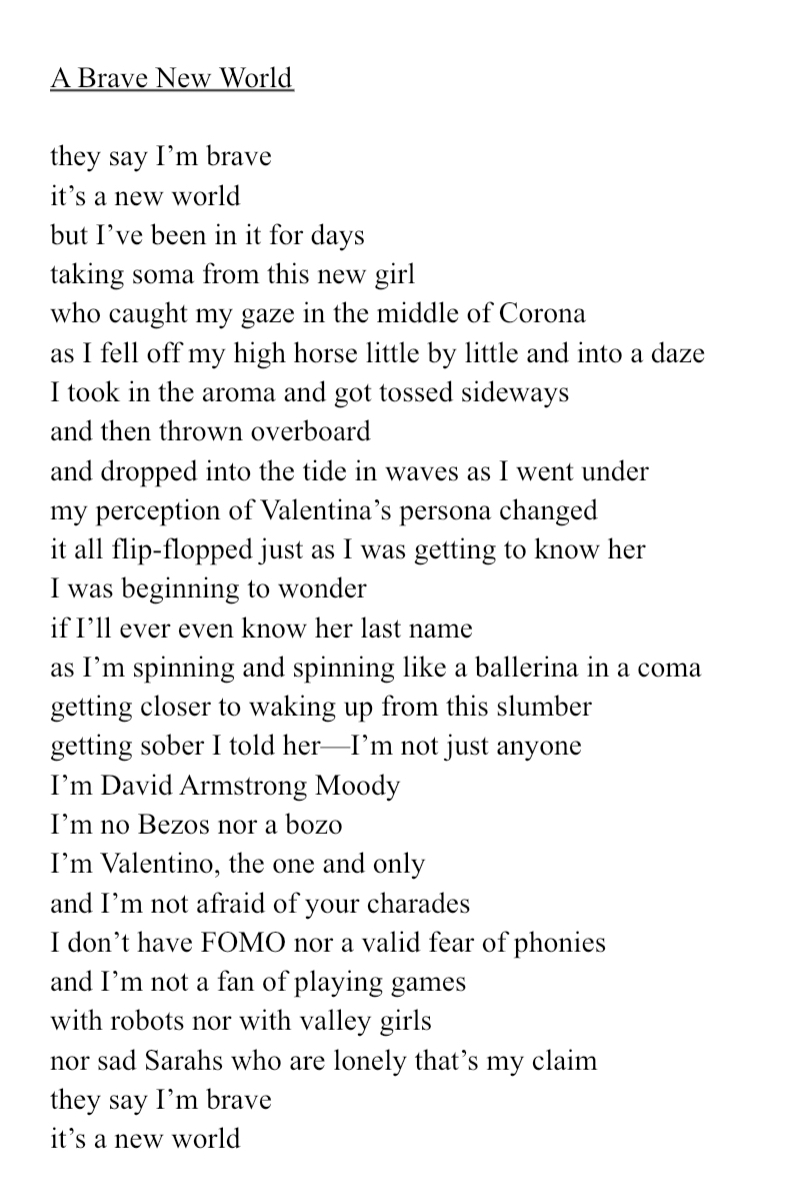 A Brave New World
they say I’m brave
it’s a new world
but I’ve been in it for days
taking soma from this new girl
who caught my gaze in the middle of Corona
as I fell off my high horse little by little and into a daze
I took in the aroma and got tossed sideways
and then thrown overboard
and dropped into the tide in waves as I went under
my perception of Valentina’s persona changed
it all flip-flopped just as I was getting to know her
I was beginning to wonder
if I’ll ever even know her last name
as I’m spinning and spinning like a ballerina in a coma
getting closer to waking up from this slumber
getting sober I told her—I’m not just anyone
I’m David Armstrong Moody
I’m no Bezos nor a bozo
I’m Valentino, the one and only
and I’m not afraid of your charades
I don’t have FOMO nor a valid fear of phonies
and I’m not a fan of playing games
with robots nor with valley girls
nor sad Sarahs who are lonely that’s my claim
they say I’m brave
it’s a new world